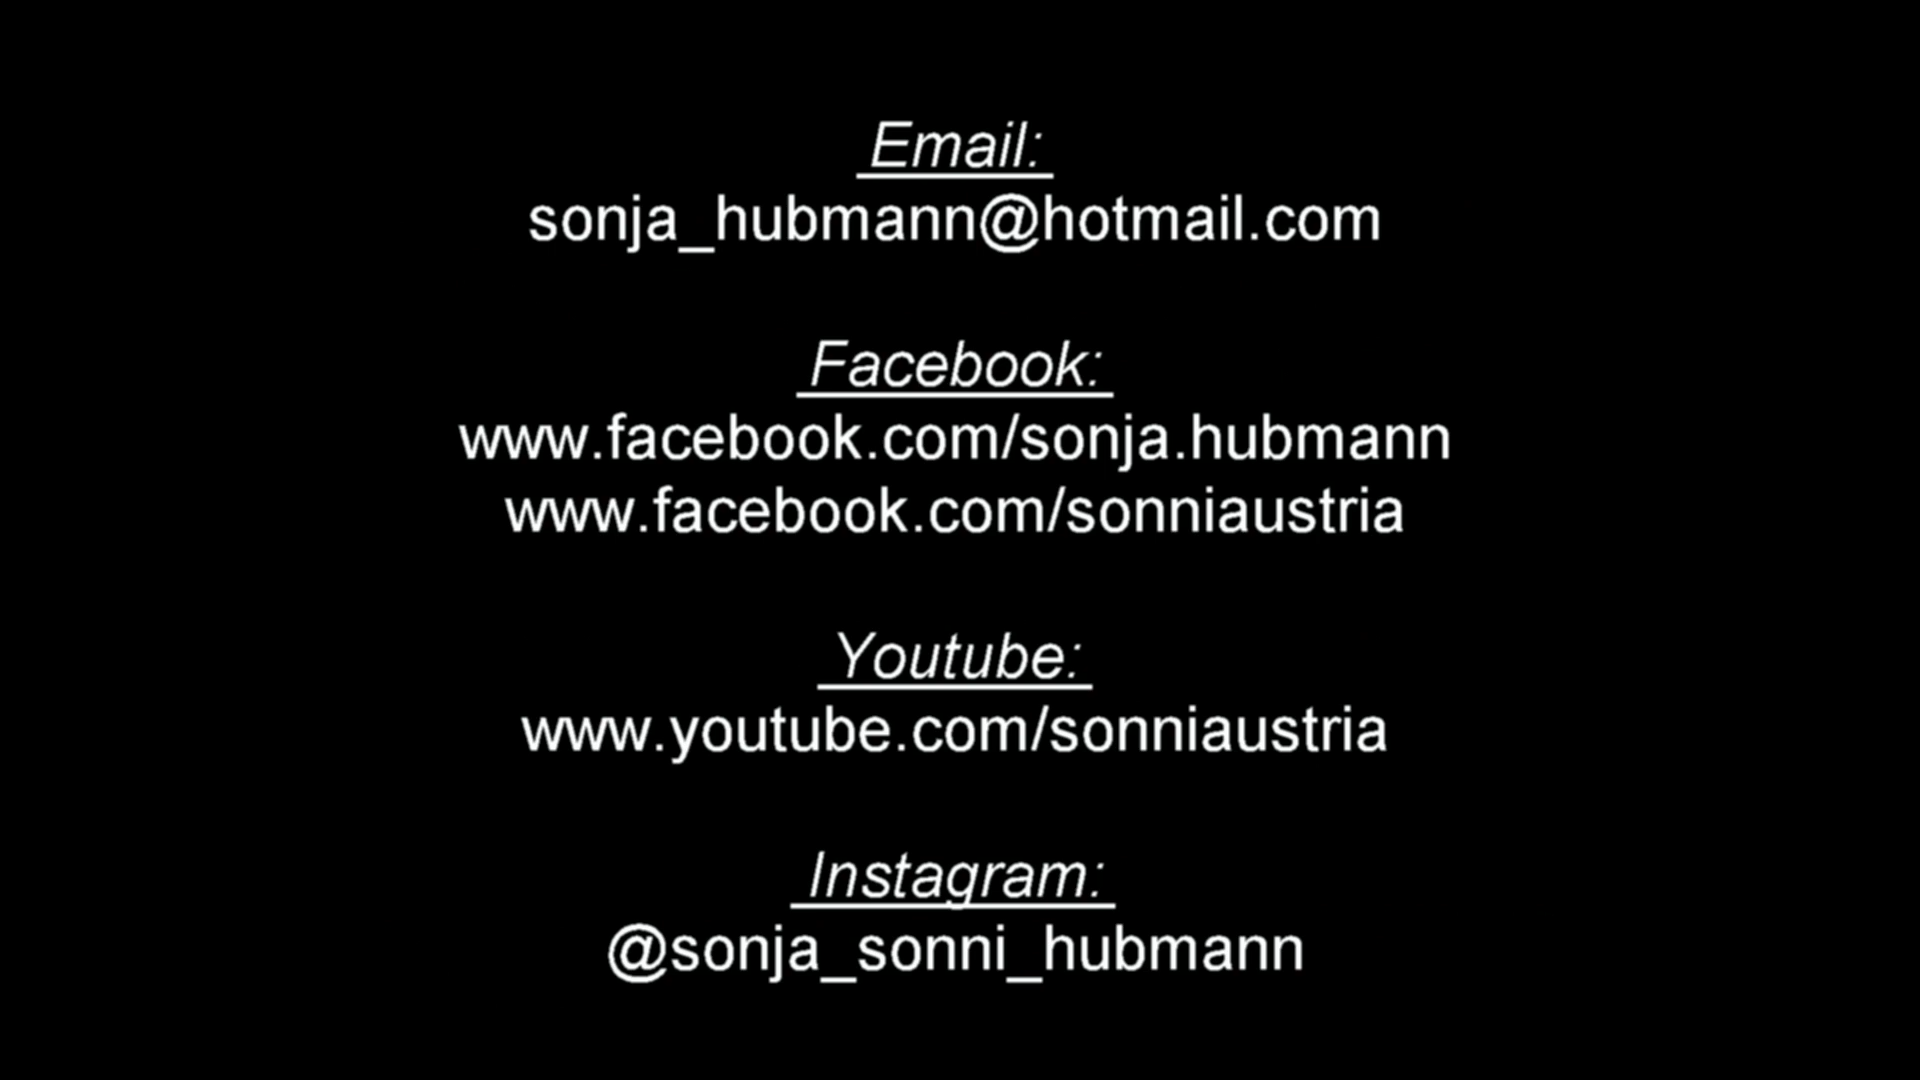 Email:
sonja_hubmann@hotmail.com
Facebook:
www.facebook.com/sonja.hubmann
www.facebook.com/sonniaustria
Youtube:
www.youtube.com/sonniaustria
Instagram:
@sonja_sonni_hubmann